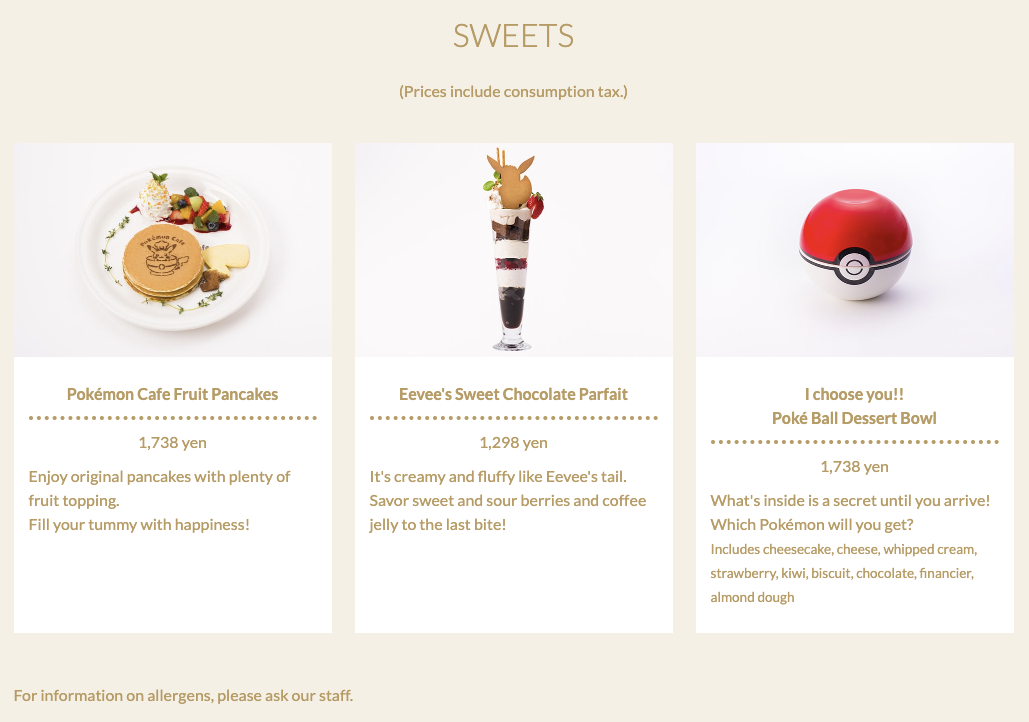 SWEETS
(Prices include consumption tax.)
Pokémon Cafe
Pokémon Cafe Fruit Pancakes
1,738 yen
Enjoy original pancakes with plenty of
fruit topping.
Fill your tummy with happiness!
Eevee's Sweet Chocolate Parfait
1,298 yen
It's creamy and fluffy like Eevee's tail.
Savor sweet and sour berries and coffee
jelly to the last bite!
I choose you!!
Poké Ball Dessert Bowl
1,738 yen
What's inside is a secret until you arrive!
Which Pokémon will you get?
Includes cheesecake, cheese, whipped cream,
strawberry, kiwi, biscuit, chocolate, financier,
almond dough
For information on allergens, please ask our staff.